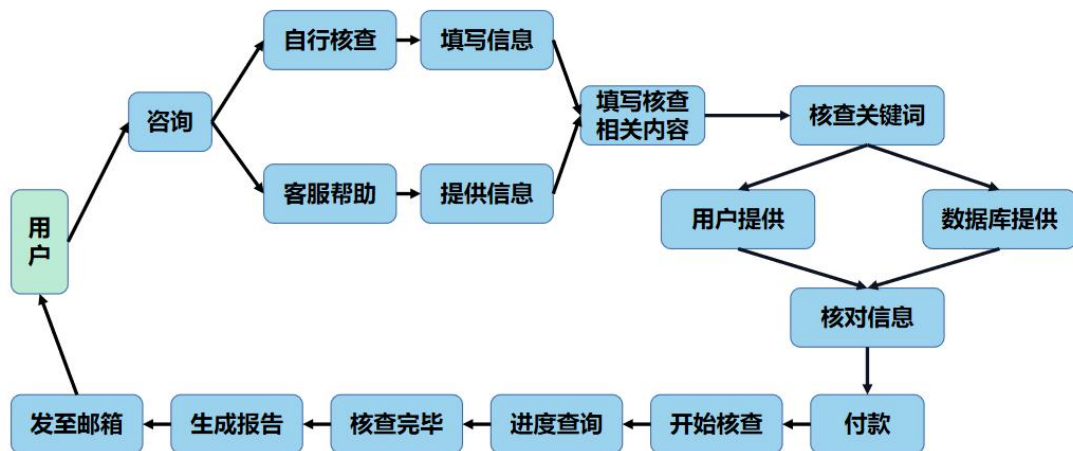 自行核查
填写信息
咨询
填写核查
相关内容
核查关键词
客服帮助
提供信息
用
户
用户提供
数据库提供
核对信息
发至邮箱
生成报告
核查完毕
进度查询
开始核查
付款